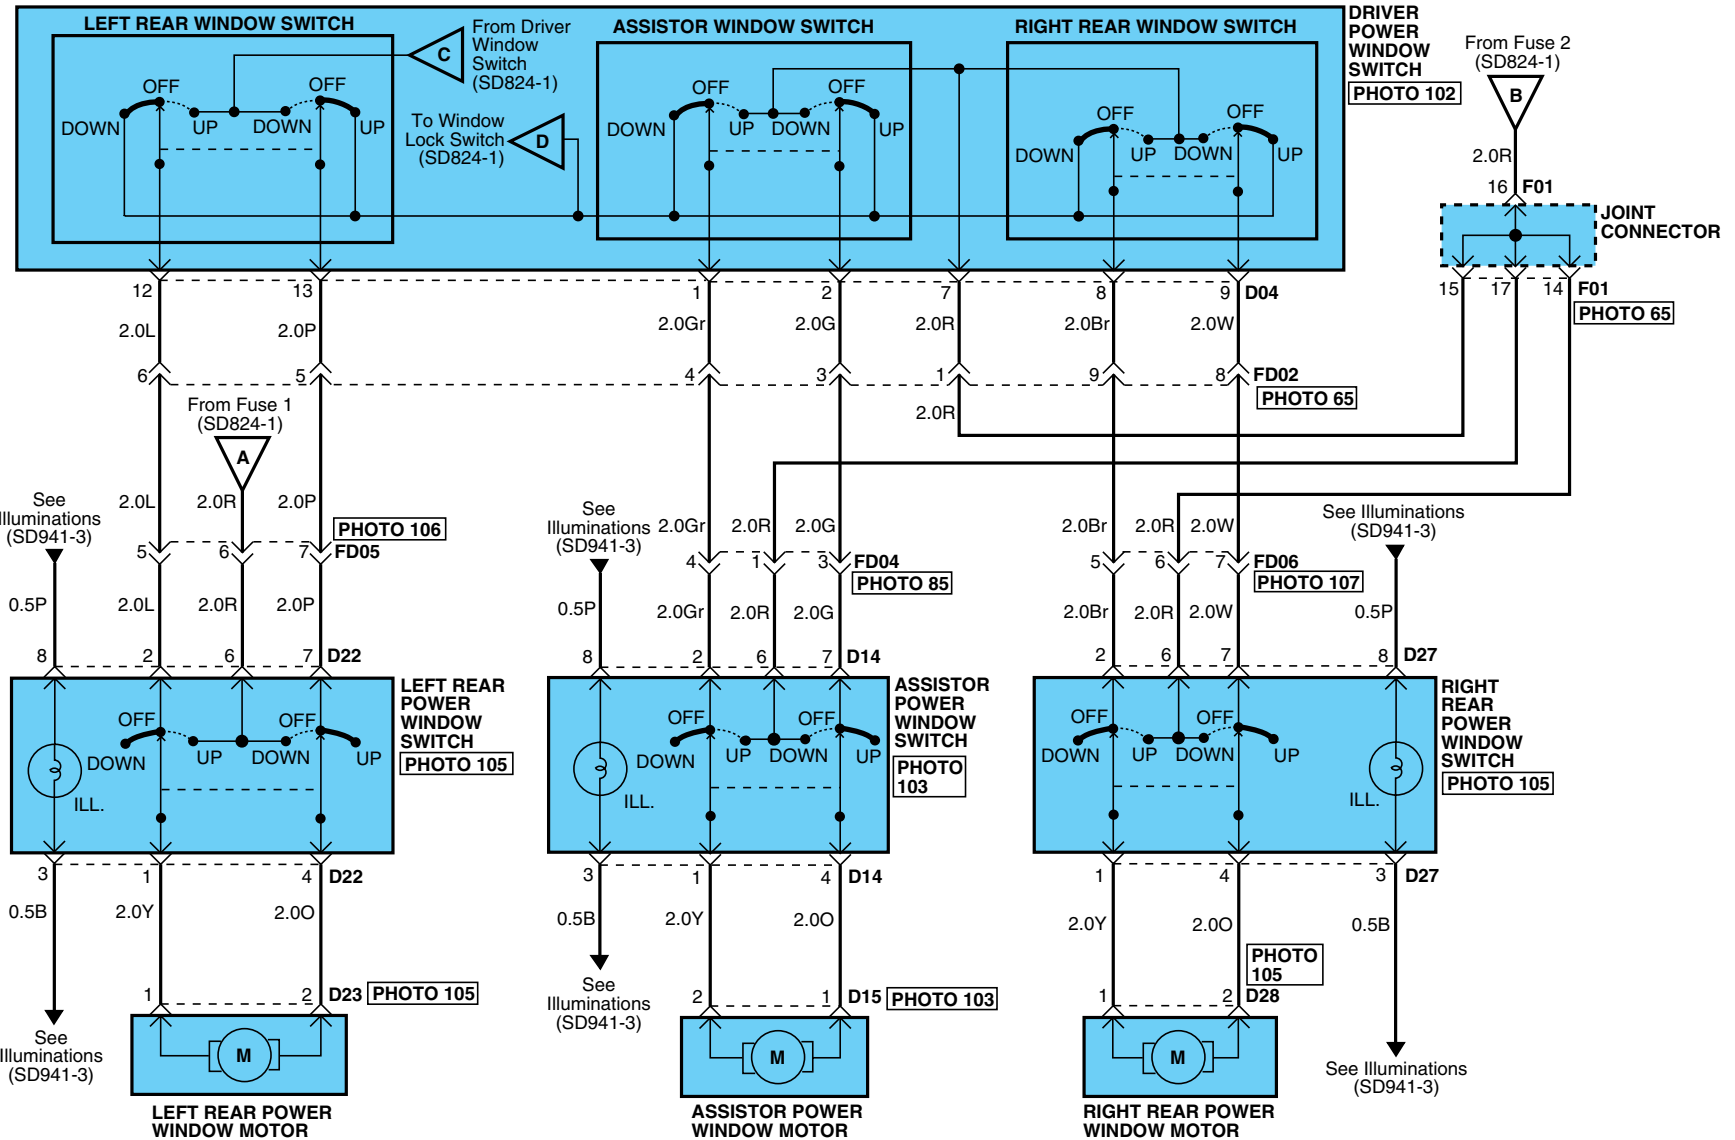 LEFT REAR WINDOW SWITCH
ASSISTOR WINDOW SWITCH
RIGHT REAR WINDOW SWITCH
DRIVER
POWER
WINDOW
SWITCH
PHOTO 102
C
From Driver
Window
Switch
(SD824-1)
To Window
Lock Switch
(SD824-1)
D
OFF
OFF
DOWN
UP
DOWN
UP
OFF
OFF
DOWN
UP
DOWN
UP
OFF
OFF
DOWN
UP
DOWN
UP
From Fuse 2
(SD824-1)
B
2.0R
16
F01
JOINT
CONNECTOR
15
17
14
F01
PHOTO 65
12
13
1
2
7
8
9
D04
2.0L
2.0P
2.0Gr
2.0G
2.0R
2.0Br
2.0W
6
5
4
3
1
9
8
FD02
PHOTO 65
2.0R
From Fuse 1
(SD824-1)
A
See
Illuminations
(SD941-3)
2.0L
2.0R
2.0P
PHOTO 106
5
6
7
FD05
See
Illuminations
(SD941-3)
2.0Gr
2.0R
2.0G
4
1
3
FD04
PHOTO 85
2.0Br
2.0R
2.0W
5
6
7
FD06
PHOTO 107
See Illuminations
(SD941-3)
0.5P
2.0L
2.0R
2.0P
0.5P
2.0Gr
2.0R
2.0G
2.0Br
2.0R
2.0W
0.5P
8
2
6
7
D22
8
2
6
7
D14
2
6
7
8
D27
LEFT REAR
POWER
WINDOW
SWITCH
PHOTO 105
OFF
OFF
DOWN
UP
DOWN
UP
ILL.
ASSISTOR
POWER
WINDOW
SWITCH
PHOTO
103
OFF
OFF
DOWN
UP
DOWN
UP
ILL.
RIGHT
REAR
POWER
WINDOW
SWITCH
PHOTO 105
OFF
OFF
DOWN
UP
DOWN
UP
ILL.
3
1
4
D22
3
1
4
D14
1
4
3
D27
0.5B
2.0Y
2.0O
0.5B
2.0Y
2.0O
2.0Y
2.0O
0.5B
PHOTO
105
1
2
D23
PHOTO 105
2
1
D15
PHOTO 103
1
2
D28
See
Illuminations
(SD941-3)
See
Illuminations
(SD941-3)
See Illuminations
(SD941-3)
M
M
M
LEFT REAR POWER
WINDOW MOTOR
ASSISTOR POWER
WINDOW MOTOR
RIGHT REAR POWER
WINDOW MOTOR